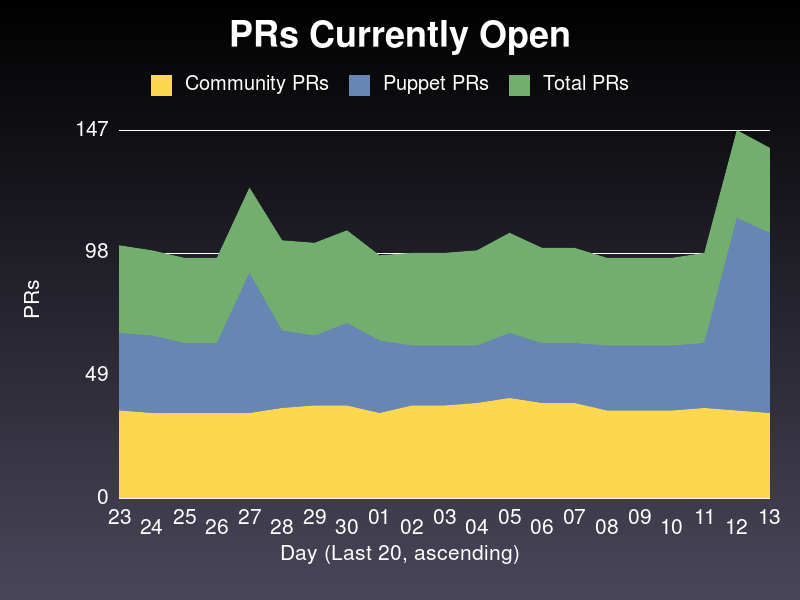 PRs Currently Open
Community PRs Puppet PRs Total PRs
147
98
49
0
PRs
23 24 25 26 27 28 29 30 01 02 03 04 05 06 07 08 09 10 11 12 13
Day (Last 20, ascending)